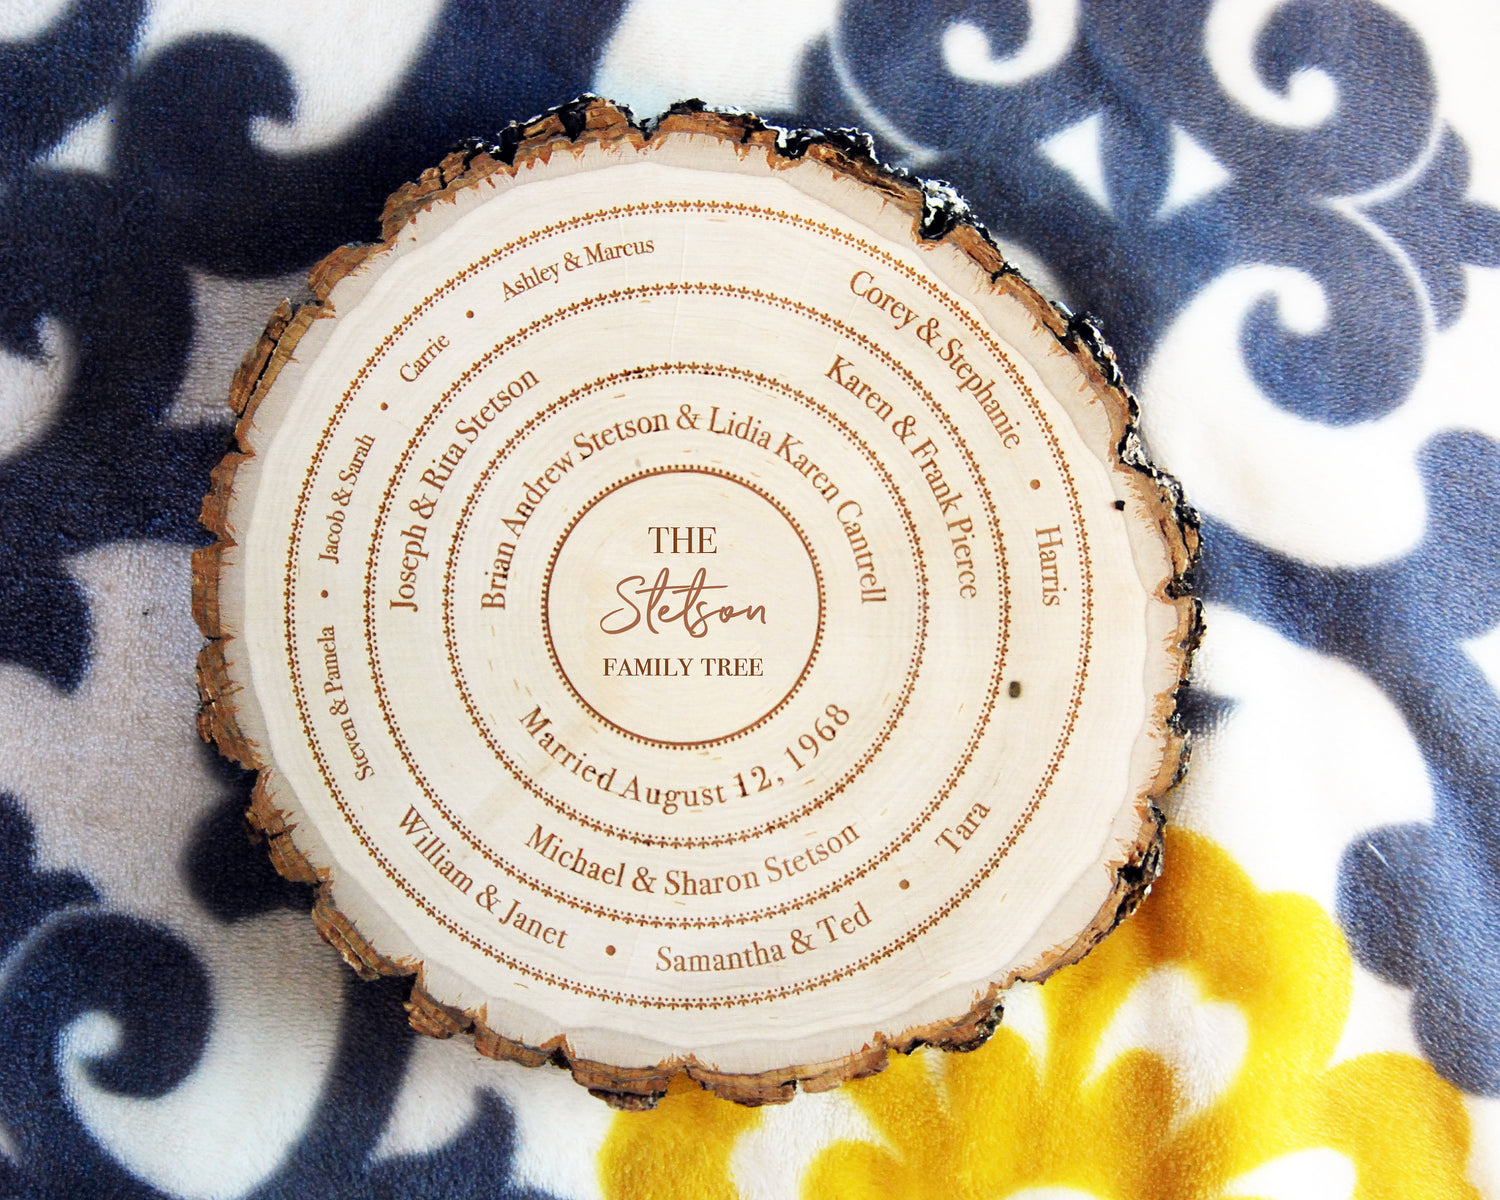 THE
Stetson
FAMILY TREE
Brian Andrew Stetson & Lidia Karen Cantrell
Married August 12, 1968
Joseph & Rita Stetson
Karen & Frank Pierce
Michael & Sharon Stetson
Steven & Pamela • Jacob & Sarah • Carrie • Ashley & Marcus
Corey & Stephanie • Harris
William & Janet • Samantha & Ted • Tara